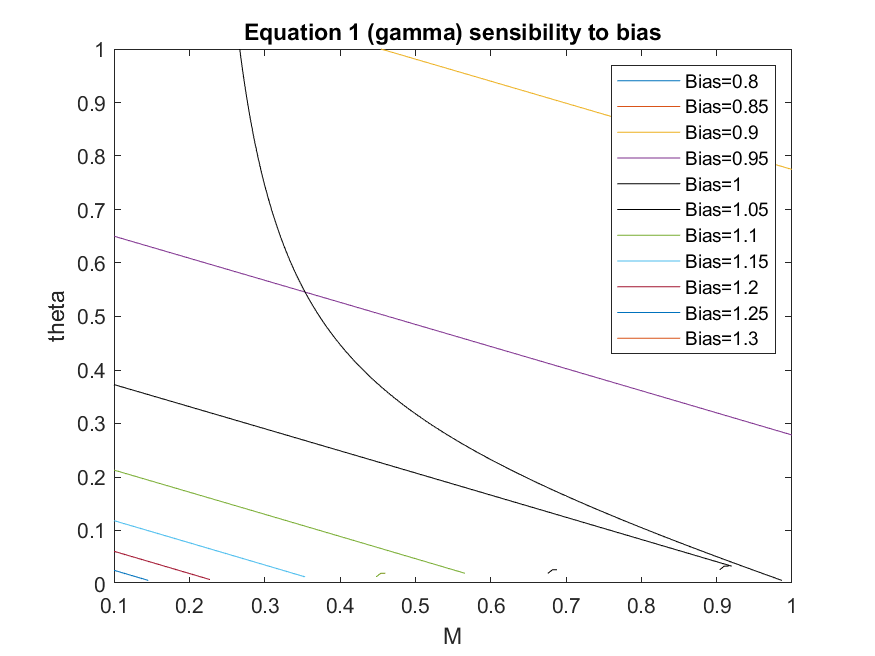 Equation 1 (gamma) sensibility to bias
1
0.9
0.8
0.7
0.6
0.5
0.4
0.3
0.2
0.1
0
theta
Bias=0.8
Bias=0.85
Bias=0.9
Bias=0.95
Bias=1
Bias=1.05
Bias=1.1
Bias=1.15
Bias=1.2
Bias=1.25
Bias=1.3
0.1 0.2 0.3 0.4 0.5 0.6 0.7 0.8 0.9 1
M